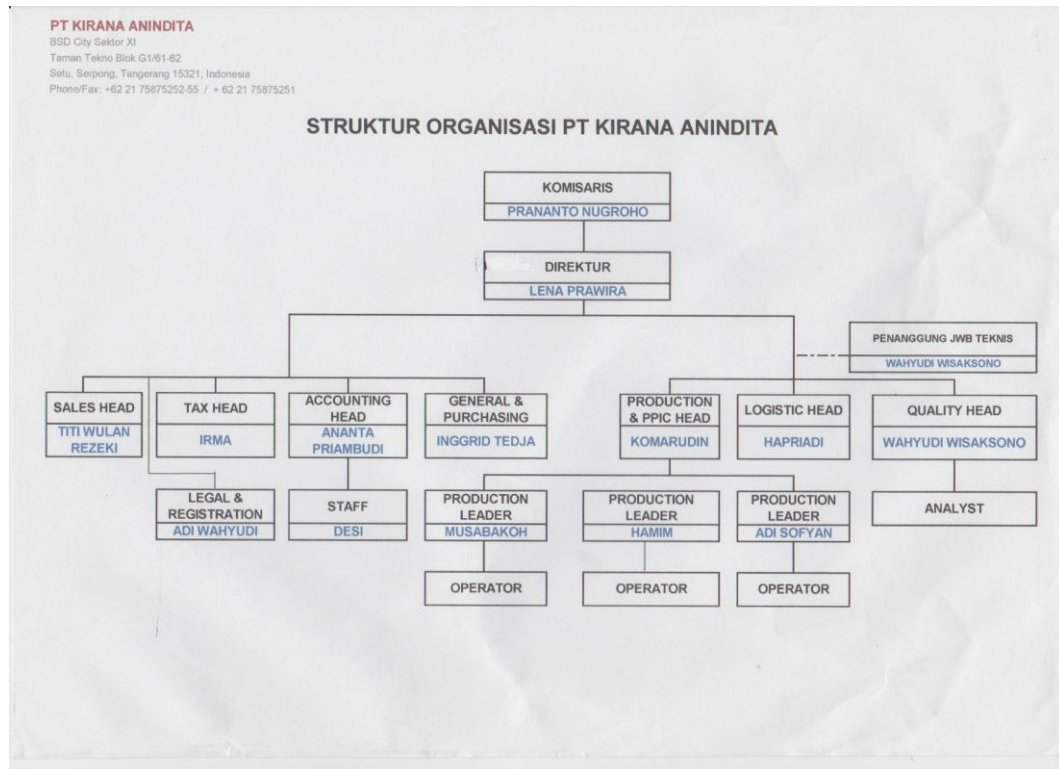 PT KIRANA ANINDITA
BSD City Sektor XI
Taman Tekno Blok G1/61-62
Setu, Serpong, Tangerang 15321, Indonesia
Phone/Fax: +62 21 75875252-55 / + 62 21 75875251
STRUKTUR ORGANISASI PT KIRANA ANINDITA
KOMISARIS
PRANANTO NUGROHO
DIREKTUR
LENA PRAWIRA
PENANGGUNG JWB TEKNIS
WAHYUDI WISAKSONO
SALES HEAD
TITI WULAN
REZEKI
TAX HEAD
IRMA
ACCOUNTING
HEAD
ANANTA
PRIAMBUDI
GENERAL &
PURCHASING
INGGRID TEDJA
PRODUCTION
& PPIC HEAD
KOMARUDIN
LOGISTIC HEAD
HAPRIADI
QUALITY HEAD
WAHYUDI WISAKSONO
LEGAL &
REGISTRATION
ADI WAHYUDI
STAFF
DESI
PRODUCTION
LEADER
MUSABAKOH
PRODUCTION
LEADER
HAMIM
PRODUCTION
LEADER
ADI SOFYAN
ANALYST
OPERATOR
OPERATOR
OPERATOR